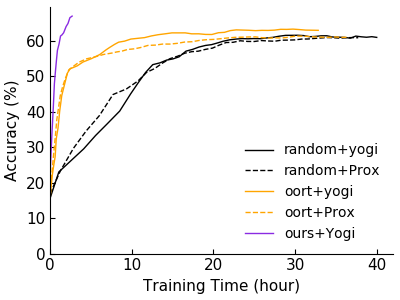 Accuracy (%)
60
50
40
30
20
10
0
0 10 20 30 40
Training Time (hour)
random+yogi
random+Prox
oort+yogi
oort+Prox
ours+Yogi